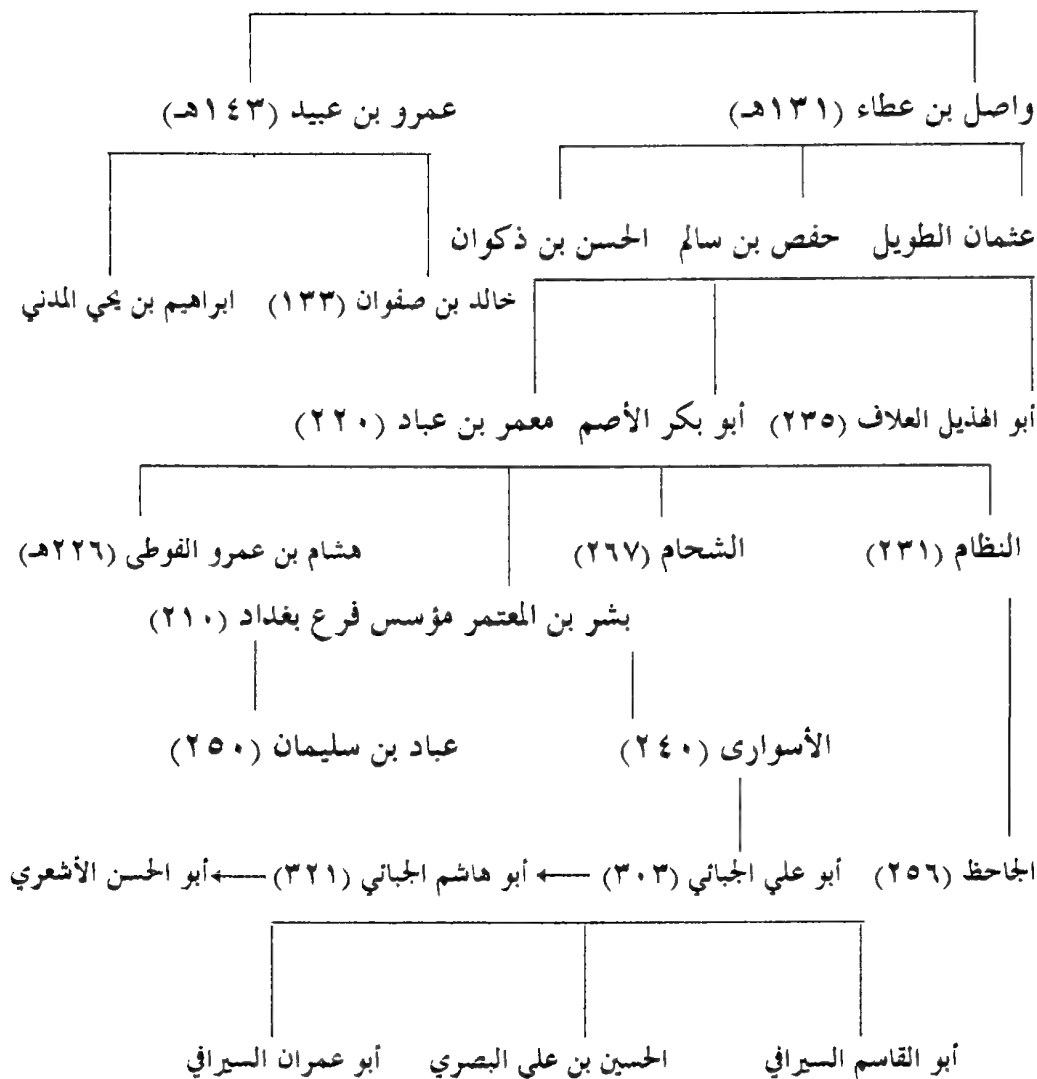 واصل بن عطاء (١٣١هـ) عمرو بن عبيد (١٤٣هـ)
عثمان الطويل حفص بن سالم الحسن بن ذكوان
خالد بن صفوان (١٣٣) ابراهيم بن يحي المدني
أبو الهذيل العلاف (٢٣٥) أبو بكر الأصم معمر بن عباد (٢٢٠)
النظام (٢٣١) الشحام (٢٦٧) هشام بن عمرو الفوطى (٢٢٦هـ)
بشر بن المعتمر مؤسس فرع بغداد (٢١٠)
الأسوارى (٢٤٠) عباد بن سليمان (٢٥٠)
الجاحظ (٢٥٦) أبو علي الجبائي (٣٠٣) ← أبو هاشم الجبائي (٣٢١) ← أبو الحسن الأشعري
أبو القاسم السيرافي الحسين بن على البصري أبو عمران السيرافي